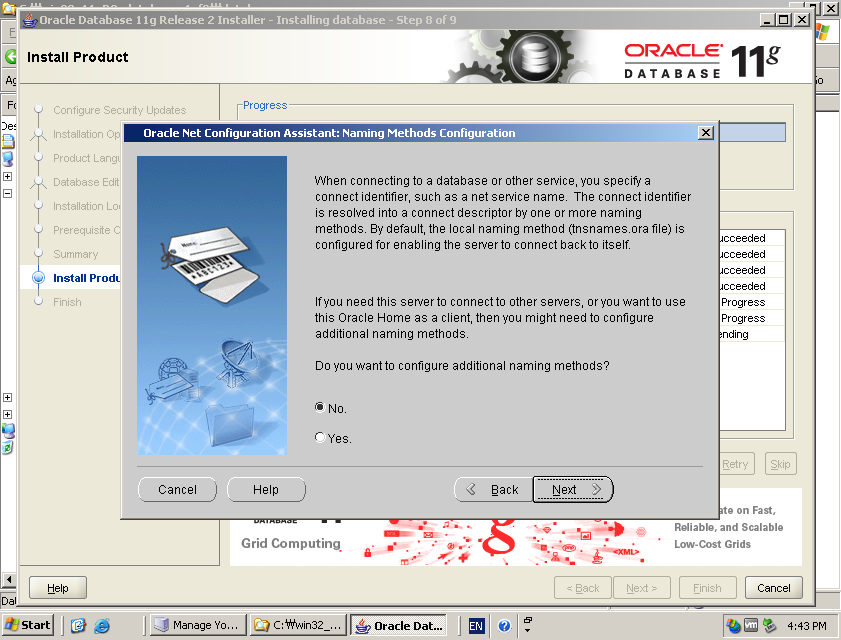 Oracle Database 11g Release 2 Installer - Installing database - Step 8 of 9
Install Product
ORACLE
DATABASE
11g
Configure Security Updates
Installation Op
Product Langu
Database Edit
Installation Loc
Prerequisite C
Summary
Install Produ
Finish
Progress
Oracle Net Configuration Assistant: Naming Methods Configuration
When connecting to a database or other service, you specify a
connect identifier, such as a net service name. The connect identifier
is resolved into a connect descriptor by one or more naming
methods. By default, the local naming method (tnsnames.ora file) is
configured for enabling the server to connect back to itself.
If you need this server to connect to other servers, or you want to use
this Oracle Home as a client, then you might need to configure
additional naming methods.
Do you want to configure additional naming methods?
No.
Yes.
Cancel
Help
Back
Next
ucceeded
ucceeded
ucceeded
ucceeded
Progress
Progress
ending
Retry
Skip
DATABASE
Grid Computing
g
<XML>
ate on Fast,
Reliable, and Scalable
Low-Cost Grids
Help
< Back
Next >
Finish
Cancel
Start
Manage Yo...
C:₩win32_...
Oracle Dat...
EN
4:43 PM